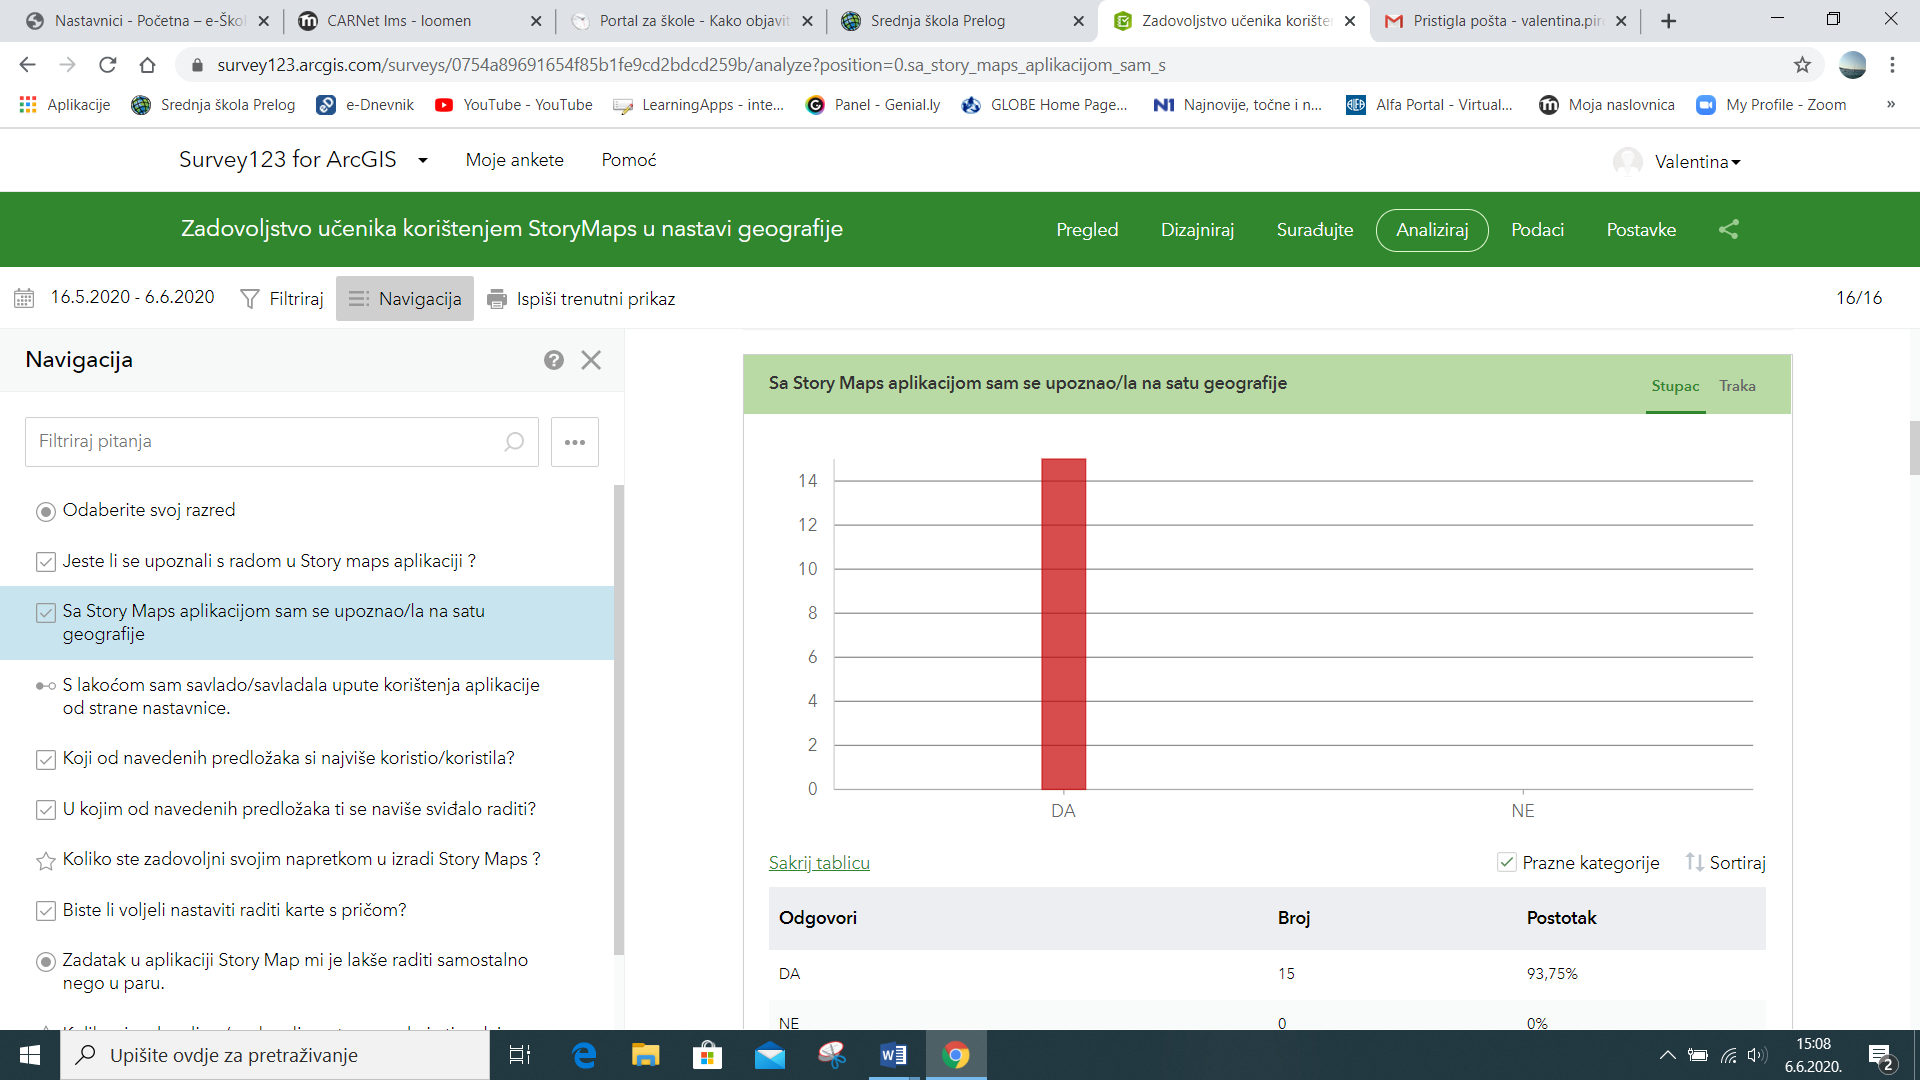 Nastavnici - Početna – e-Ško
CARNet lms - loomen
Portal za škole - Kako objavit
Srednja škola Prelog
Zadovoljstvo učenika korište
Pristigla pošta - valentina.pir
survey123.arcgis.com/surveys/0754a89691654f85b1fe9cd2bdcd259b/analyze?position=0.sa_story_maps_aplikacijom_sam_s
Aplikacije
Srednja škola Prelog
e-Dnevnik
YouTube - YouTube
LearningApps - inte...
Panel - Genial.ly
GLOBE Home Page...
N1 Najnovije, točne i n...
Alfa Portal - Virtual...
Moja naslovnica
My Profile - Zoom
»
Survey123 for ArcGIS
Moje ankete
Pomoć
Valentina
Zadovoljstvo učenika korištenjem StoryMaps u nastavi geografije
Pregled
Dizajniraj
Surađujte
Analiziraj
Podaci
Postavke
16.5.2020 - 6.6.2020
Filtriraj
Navigacija
Ispiši trenutni prikaz
16/16
Navigacija
Filtriraj pitanja
Odaberite svoj razred
Jeste li se upoznali s radom u Story maps aplikaciji ?
Sa Story Maps aplikacijom sam se upoznao/la na satu
geografije
S lakoćom sam savlado/savladala upute korištenja aplikacije
od strane nastavnice.
Koji od navedenih predložaka si najviše koristio/koristila?
U kojim od navedenih predložaka ti se naviše sviđalo raditi?
Koliko ste zadovoljni svojim napretkom u izradi Story Maps ?
Biste li voljeli nastaviti raditi karte s pričom?
Zadatak u aplikaciji Story Map mi je lakše raditi samostalno
nego u paru.
Sa Story Maps aplikacijom sam se upoznao/la na satu geografije
Stupac
Traka
14
12
10
8
6
4
2
0
DA
NE
Sakrij tablicu
Prazne kategorije
Sortiraj
Odgovori Broj Postotak
DA 15 93,75%
NE 0 0%
Upišite ovdje za pretraživanje
15:08
6.6.2020.
2